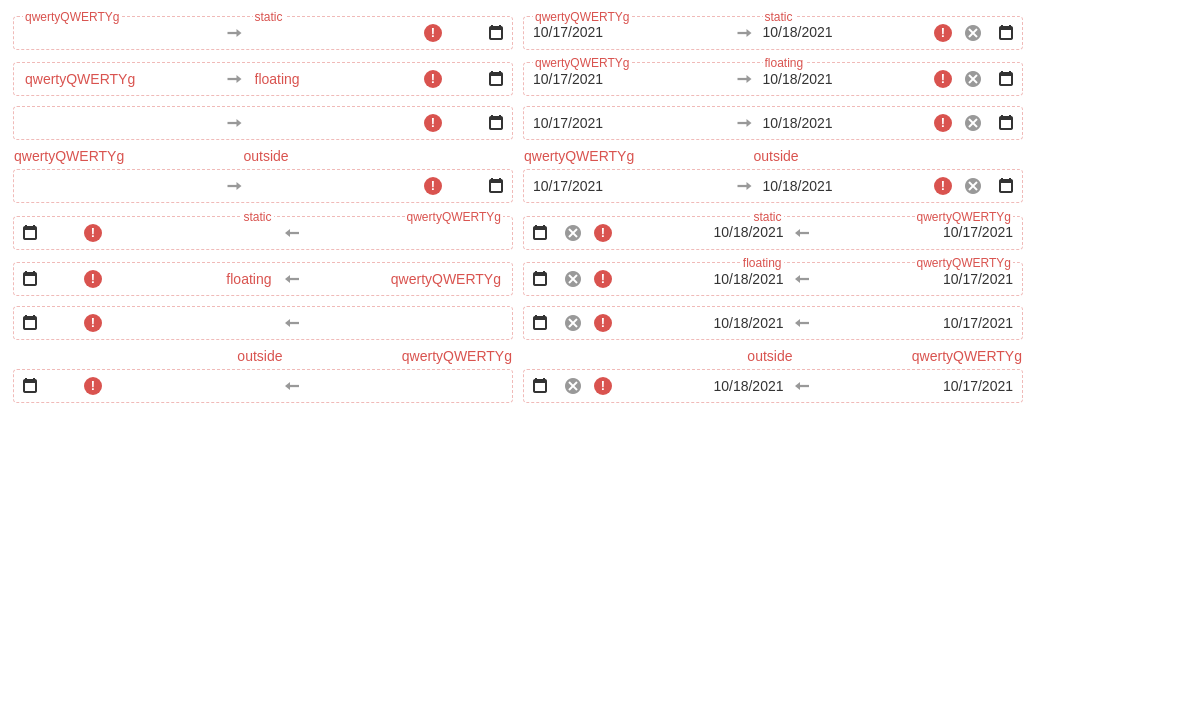 qwertyQWERTYg static qwertyQWERTYg static
10/17/2021 10/18/2021
qwertyQWERTYg floating
qwertyQWERTYg floating 10/17/2021 10/18/2021
10/17/2021 10/18/2021
qwertyQWERTYg outside qwertyQWERTYg outside
10/17/2021 10/18/2021
static qwertyQWERTYg static qwertyQWERTYg
10/18/2021 10/17/2021
floating qwertyQWERTYg
floating qwertyQWERTYg 10/18/2021 10/17/2021
10/18/2021 10/17/2021
outside qwertyQWERTYg outside qwertyQWERTYg
10/18/2021 10/17/2021